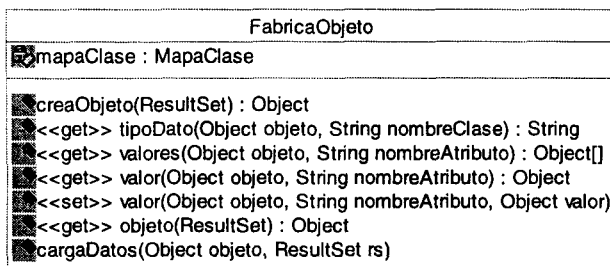 FabricaObjeto
mapaClase : MapaClase
creaObjeto(ResultSet) : Object
<<get>> tipoDato(Object objeto, String nombreClase) : String
<<get>> valores(Object objeto, String nombreAtributo) : Object[]
<<get>> valor(Object objeto, String nombreAtributo) : Object
<<set>> valor(Object objeto, String nombreAtributo, Object valor)
<<get>> objeto(ResultSet) : Object
cargaDatos(Object objeto, ResultSet rs)